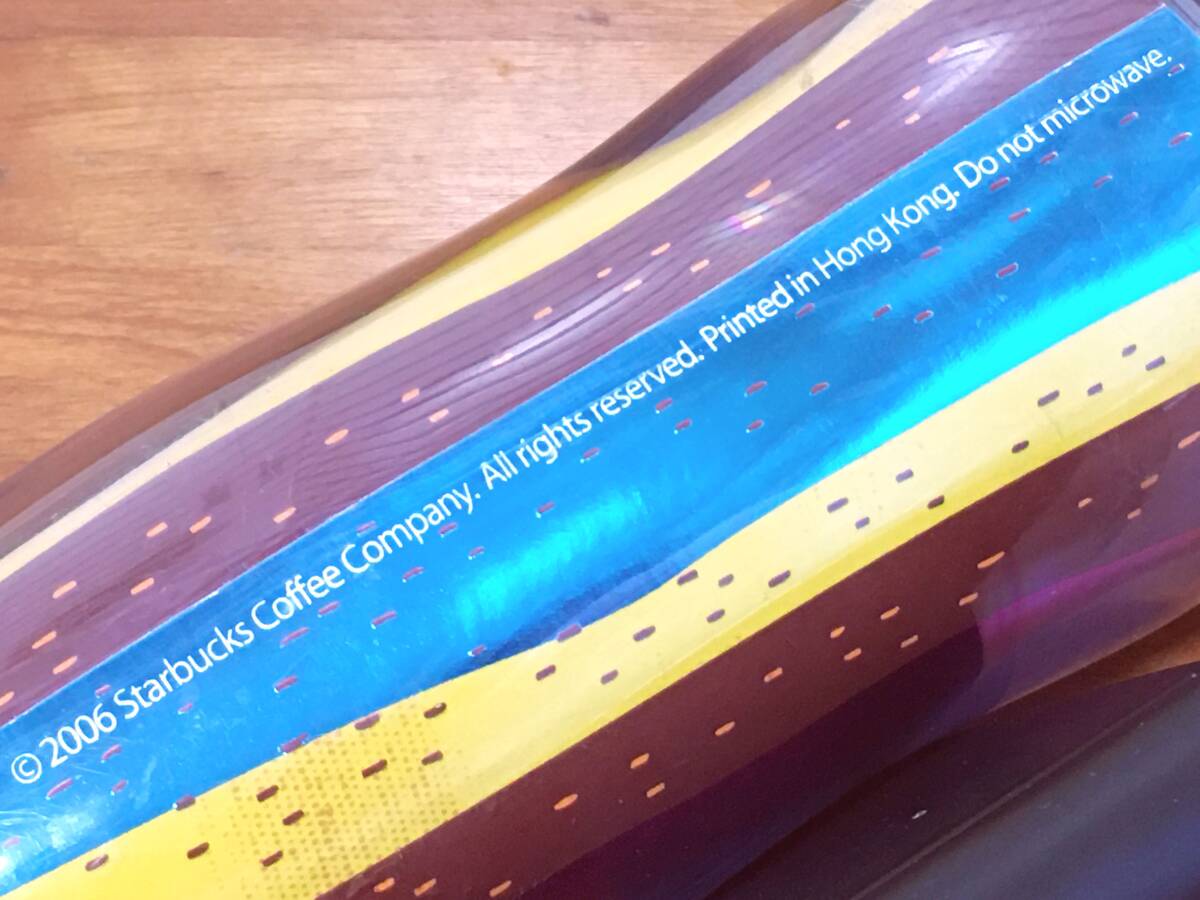 © 2006 Starbucks Coffee Company. All rights reserved. Printed in Hong Kong. Do not microwave.